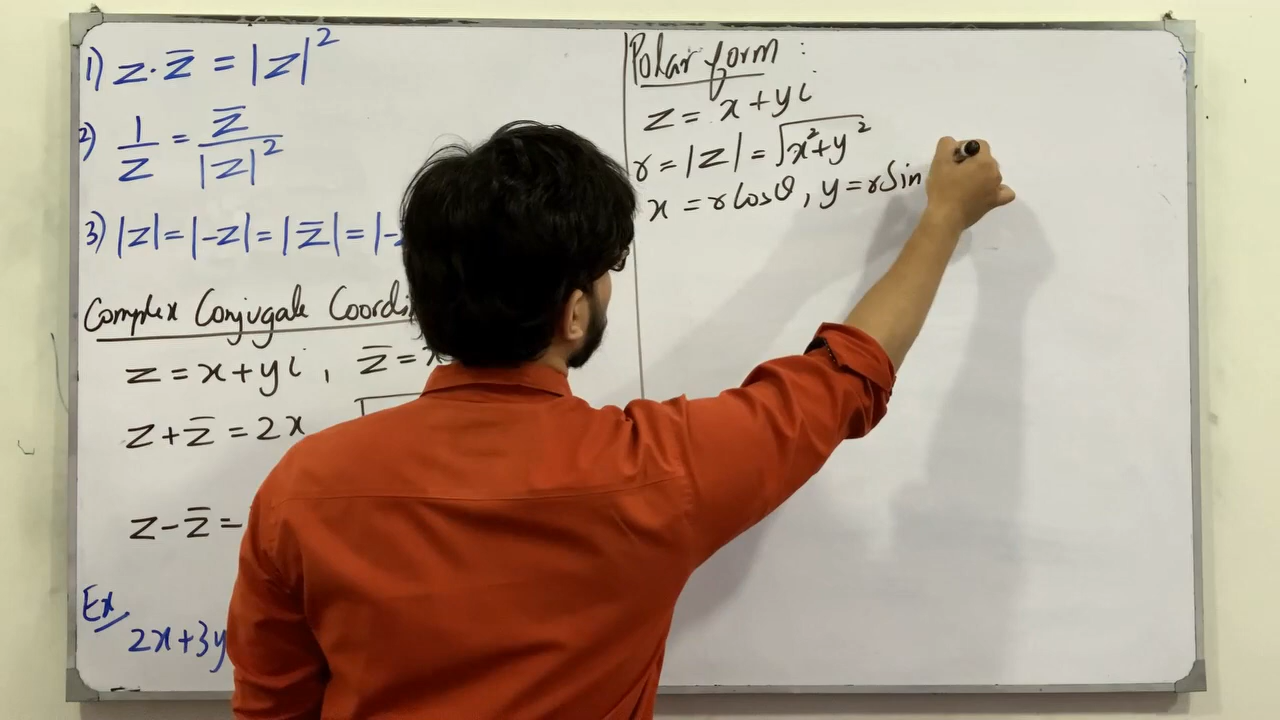 1) z·z̅ = |z|²
2) 1/z = z̅/|z|²
3) |z| = |-z| = |z̅| = |-
Complex Conjugate Coordi
z = x+yi, z̅ =
z+z̅ = 2x
z-z̅ =
Ex
2x+3y
Polar form :
z = x+yi
r = |z| = √(x²+y²)
x = r cosθ, y = r Sin